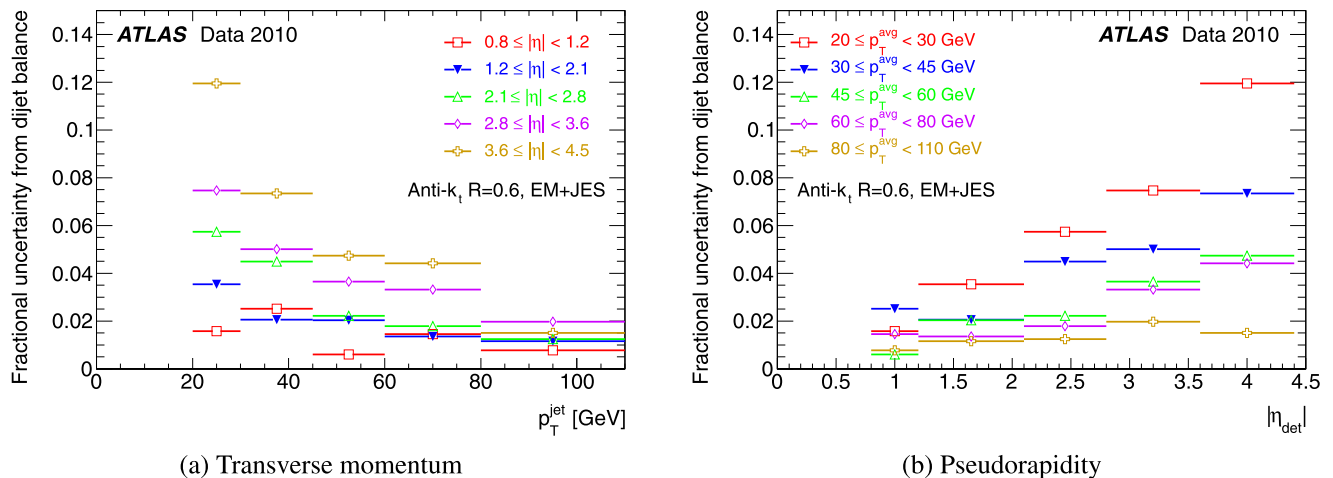 ATLAS Data 2010
0.8 ≤ |η| < 1.2
1.2 ≤ |η| < 2.1
2.1 ≤ |η| < 2.8
2.8 ≤ |η| < 3.6
3.6 ≤ |η| < 4.5
Anti-k_t R=0.6, EM+JES
Fractional uncertainty from dijet balance
0.14
0.12
0.1
0.08
0.06
0.04
0.02
0
0 20 40 60 80 100
p_T^jet [GeV]
(a) Transverse momentum
ATLAS Data 2010
20 ≤ p_T^avg < 30 GeV
30 ≤ p_T^avg < 45 GeV
45 ≤ p_T^avg < 60 GeV
60 ≤ p_T^avg < 80 GeV
80 ≤ p_T^avg < 110 GeV
Anti-k_t R=0.6, EM+JES
Fractional uncertainty from dijet balance
0.14
0.12
0.1
0.08
0.06
0.04
0.02
0
0 0.5 1 1.5 2 2.5 3 3.5 4 4.5
|η_det|
(b) Pseudorapidity